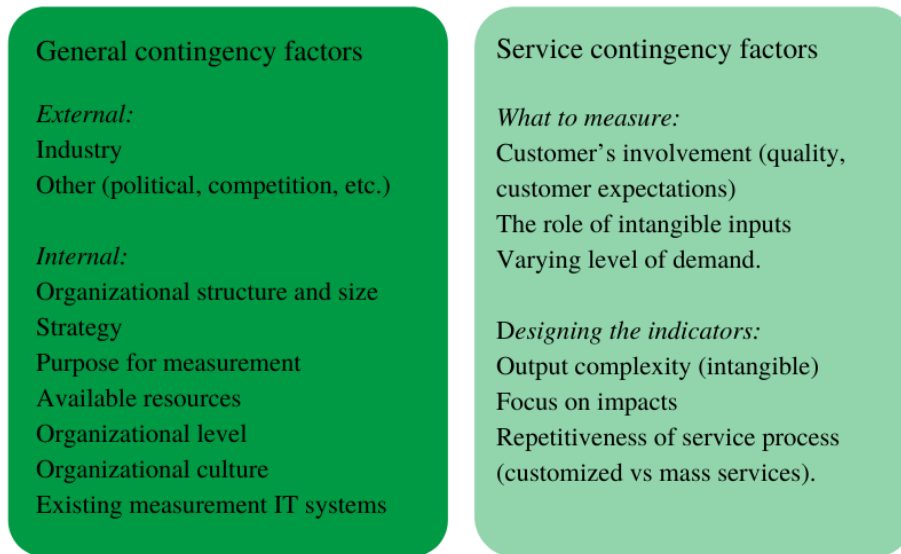 General contingency factors
External:
Industry
Other (political, competition, etc.)
Internal:
Organizational structure and size
Strategy
Purpose for measurement
Available resources
Organizational level
Organizational culture
Existing measurement IT systems
Service contingency factors
What to measure:
Customer’s involvement (quality,
customer expectations)
The role of intangible inputs
Varying level of demand.
Designing the indicators:
Output complexity (intangible)
Focus on impacts
Repetitiveness of service process
(customized vs mass services).